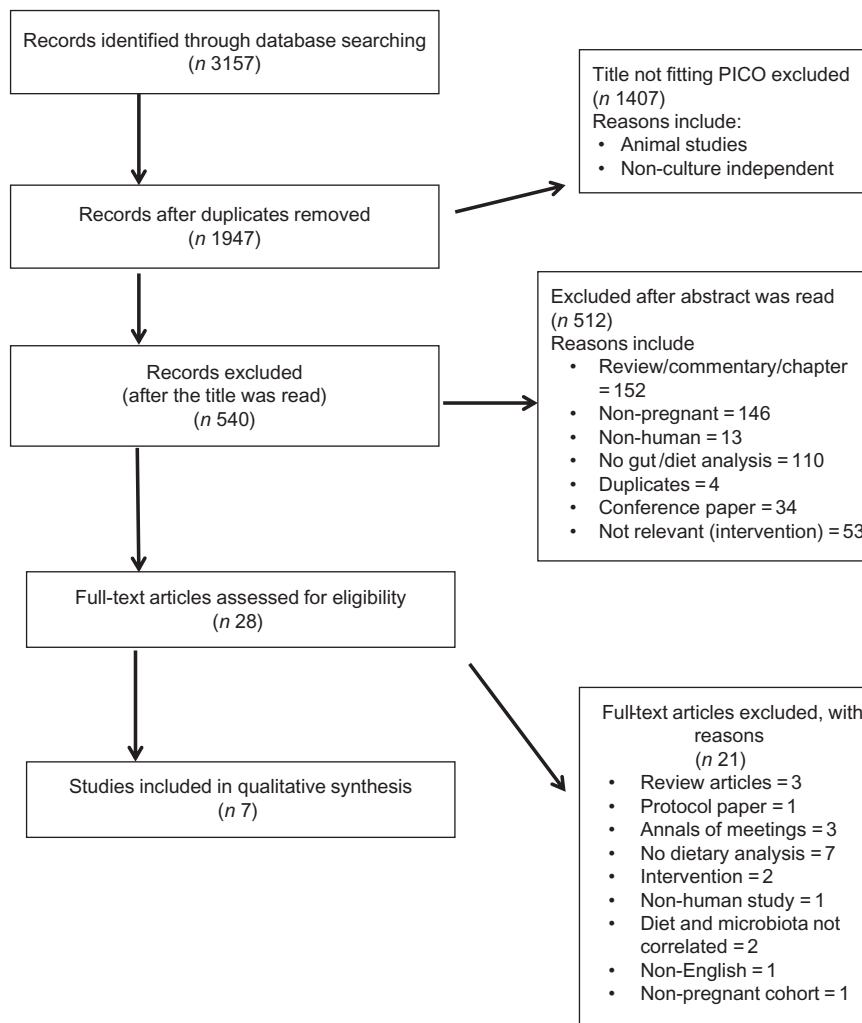 Records identified through database searching
(n 3157)
Title not fitting PICO excluded
(n 1407)
Reasons include:
• Animal studies
• Non-culture independent
Records after duplicates removed
(n 1947)
Excluded after abstract was read
(n 512)
Reasons include
• Review/commentary/chapter
= 152
• Non-pregnant = 146
• Non-human = 13
• No gut/diet analysis = 110
• Duplicates = 4
• Conference paper = 34
• Not relevant (intervention) = 53
Records excluded
(after the title was read)
(n 540)
Full-text articles assessed for eligibility
(n 28)
Full-text articles excluded, with
reasons
(n 21)
• Review articles = 3
• Protocol paper = 1
• Annals of meetings = 3
• No dietary analysis = 7
• Intervention = 2
• Non-human study = 1
• Diet and microbiota not
correlated = 2
• Non-English = 1
• Non-pregnant cohort = 1
Studies included in qualitative synthesis
(n 7)